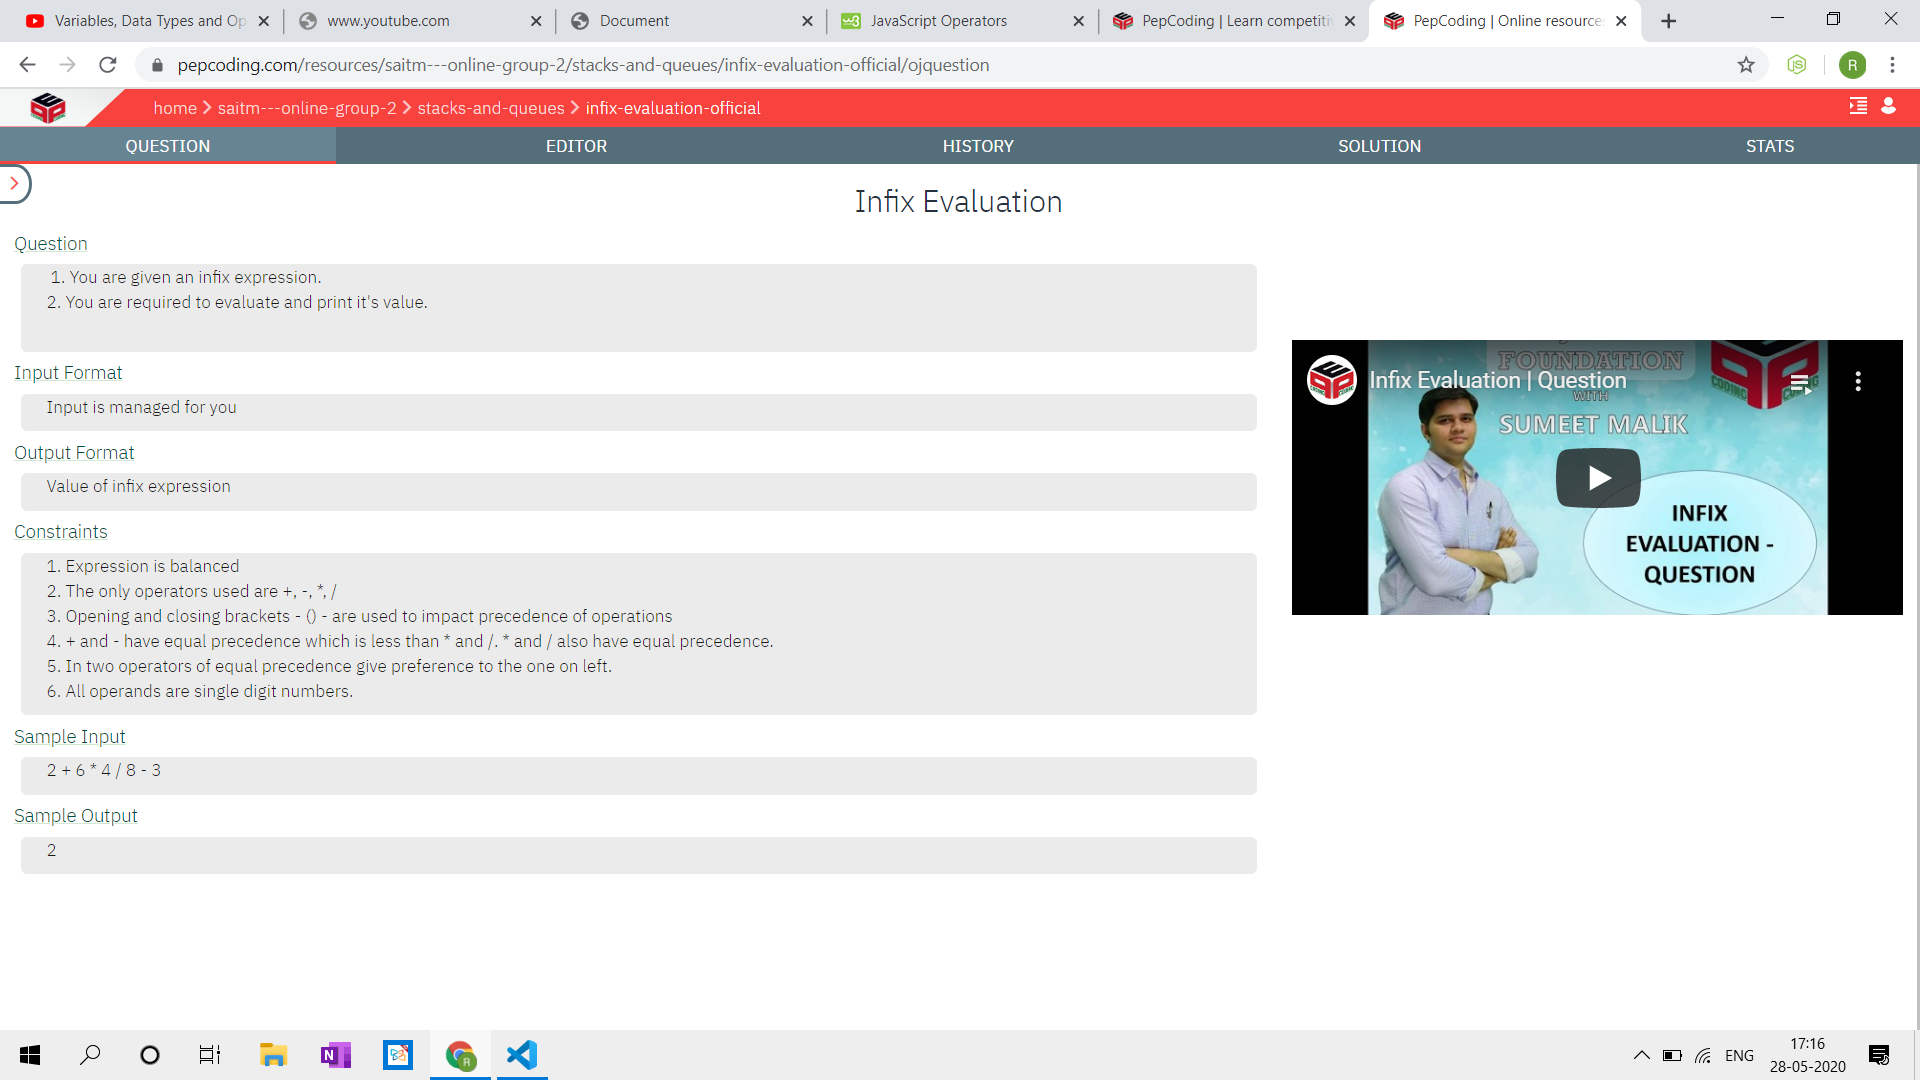 Variables, Data Types and Op
www.youtube.com
Document
JavaScript Operators
PepCoding | Learn competitiv
PepCoding | Online resource
pepcoding.com/resources/saitm---online-group-2/stacks-and-queues/infix-evaluation-official/ojquestion
R
home > saitm---online-group-2 > stacks-and-queues > infix-evaluation-official
QUESTION
EDITOR
HISTORY
SOLUTION
STATS
Infix Evaluation
Question
1. You are given an infix expression.
2. You are required to evaluate and print it's value.
Input Format
Input is managed for you
Output Format
Value of infix expression
Constraints
1. Expression is balanced
2. The only operators used are +, -, *, /
3. Opening and closing brackets - () - are used to impact precedence of operations
4. + and - have equal precedence which is less than * and /. * and / also have equal precedence.
5. In two operators of equal precedence give preference to the one on left.
6. All operands are single digit numbers.
Sample Input
2 + 6 * 4 / 8 - 3
Sample Output
2
FOUNDATION
Infix Evaluation | Question
WITH
SUMEET MALIK
INFIX
EVALUATION -
QUESTION
ENG
17:16
28-05-2020